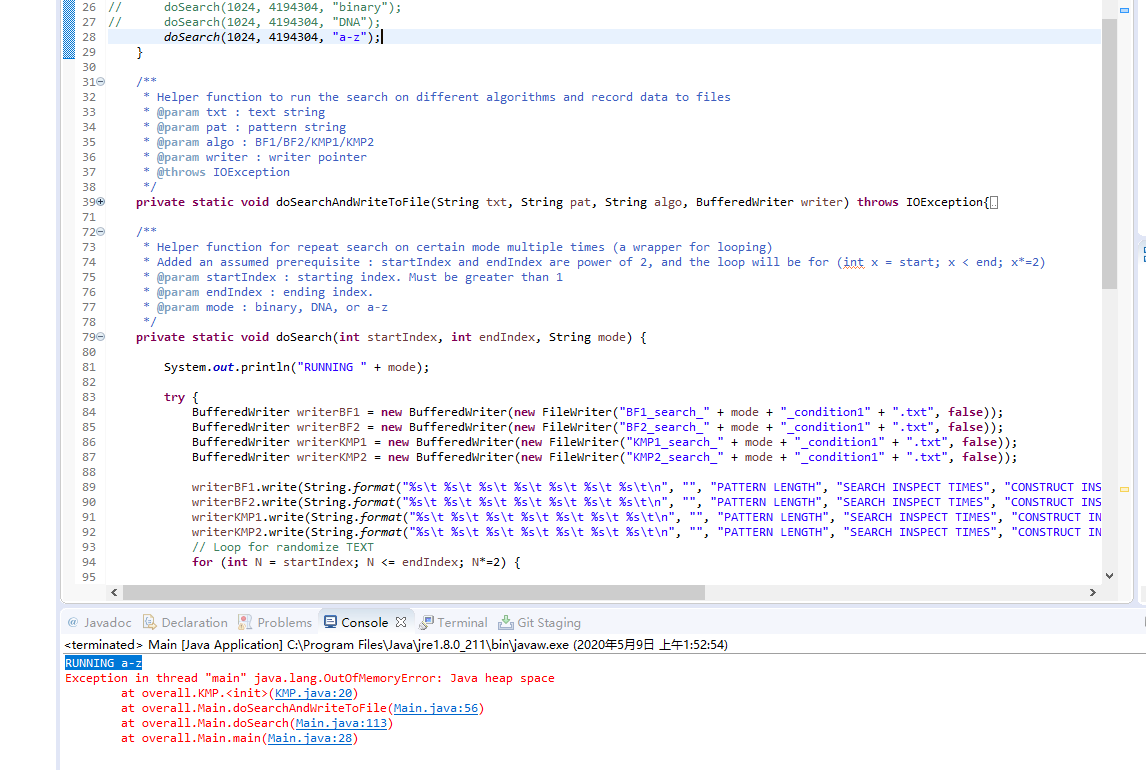 26 //      doSearch(1024, 4194304, "binary");
27 //      doSearch(1024, 4194304, "DNA");
28         doSearch(1024, 4194304, "a-z");
29     }
30
31     /**
32      * Helper function to run the search on different algorithms and record data to files
33      * @param txt : text string
34      * @param pat : pattern string
35      * @param algo : BF1/BF2/KMP1/KMP2
36      * @param writer : writer pointer
37      * @throws IOException
38      */
39     private static void doSearchAndWriteToFile(String txt, String pat, String algo, BufferedWriter writer) throws IOException{
71
72     /**
73      * Helper function for repeat search on certain mode multiple times (a wrapper for looping)
74      * Added an assumed prerequisite : startIndex and endIndex are power of 2, and the loop will be for (int x = start; x < end; x*=2)
75      * @param startIndex : starting index. Must be greater than 1
76      * @param endIndex : ending index.
77      * @param mode : binary, DNA, or a-z
78      */
79     private static void doSearch(int startIndex, int endIndex, String mode) {
80
81         System.out.println("RUNNING " + mode);
82
83         try {
84             BufferedWriter writerBF1 = new BufferedWriter(new FileWriter("BF1_search_" + mode + "_condition1" + ".txt", false));
85             BufferedWriter writerBF2 = new BufferedWriter(new FileWriter("BF2_search_" + mode + "_condition1" + ".txt", false));
86             BufferedWriter writerKMP1 = new BufferedWriter(new FileWriter("KMP1_search_" + mode + "_condition1" + ".txt", false));
87             BufferedWriter writerKMP2 = new BufferedWriter(new FileWriter("KMP2_search_" + mode + "_condition1" + ".txt", false));
88
89             writerBF1.write(String.format("%s\t %s\t %s\t %s\t %s\t %s\t %s\t\n", "", "PATTERN LENGTH", "SEARCH INSPECT TIMES", "CONSTRUCT INS
90             writerBF2.write(String.format("%s\t %s\t %s\t %s\t %s\t %s\t %s\t\n", "", "PATTERN LENGTH", "SEARCH INSPECT TIMES", "CONSTRUCT INS
91             writerKMP1.write(String.format("%s\t %s\t %s\t %s\t %s\t %s\t %s\t\n", "", "PATTERN LENGTH", "SEARCH INSPECT TIMES", "CONSTRUCT IN
92             writerKMP2.write(String.format("%s\t %s\t %s\t %s\t %s\t %s\t %s\t\n", "", "PATTERN LENGTH", "SEARCH INSPECT TIMES", "CONSTRUCT IN
93             // Loop for randomize TEXT
94             for (int N = startIndex; N <= endIndex; N*=2) {
95
@ Javadoc Declaration Problems Console Terminal Git Staging
<terminated> Main [Java Application] C:\Program Files\Java\jre1.8.0_211\bin\javaw.exe (2020年5月9日 上午1:52:54)
RUNNING a-z
Exception in thread "main" java.lang.OutOfMemoryError: Java heap space
        at overall.KMP.<init>(KMP.java:20)
        at overall.Main.doSearchAndWriteToFile(Main.java:56)
        at overall.Main.doSearch(Main.java:113)
        at overall.Main.main(Main.java:28)